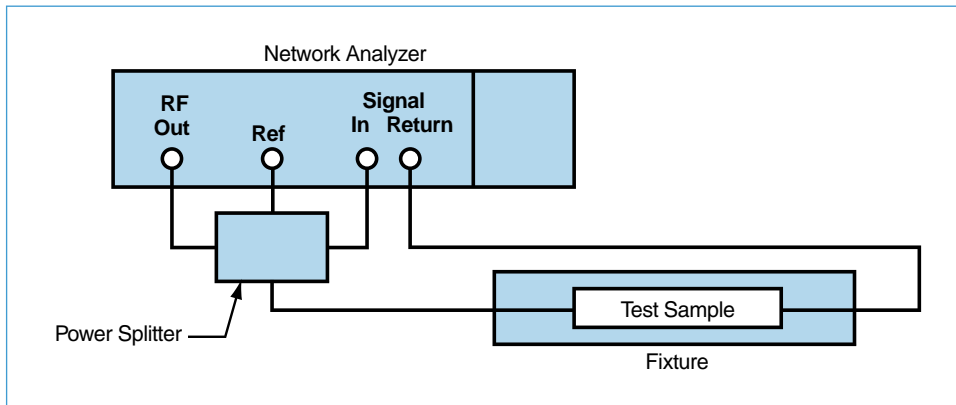 Network Analyzer
RF
Out
Ref
Signal
In Return
Test Sample
Power Splitter
Fixture